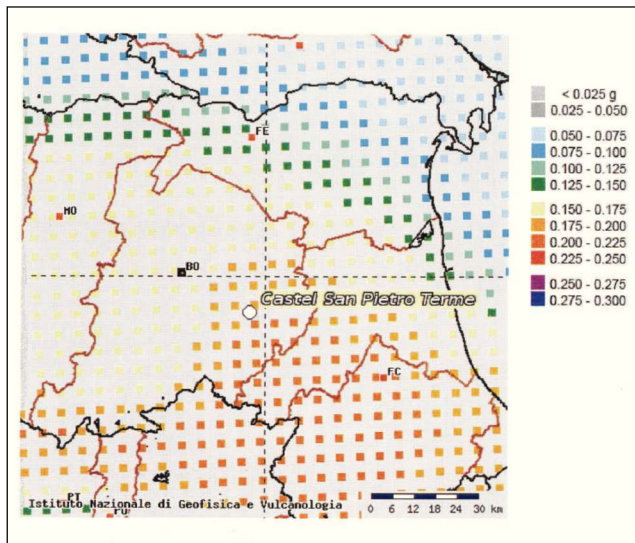 FE
MO
BO
Castel San Pietro Terme
FC
PT
Istituto Nazionale di Geofisica e Vulcanologia
0 6 12 18 24 30 km
< 0.025 g
0.025 - 0.050
0.050 - 0.075
0.075 - 0.100
0.100 - 0.125
0.125 - 0.150
0.150 - 0.175
0.175 - 0.200
0.200 - 0.225
0.225 - 0.250
0.250 - 0.275
0.275 - 0.300